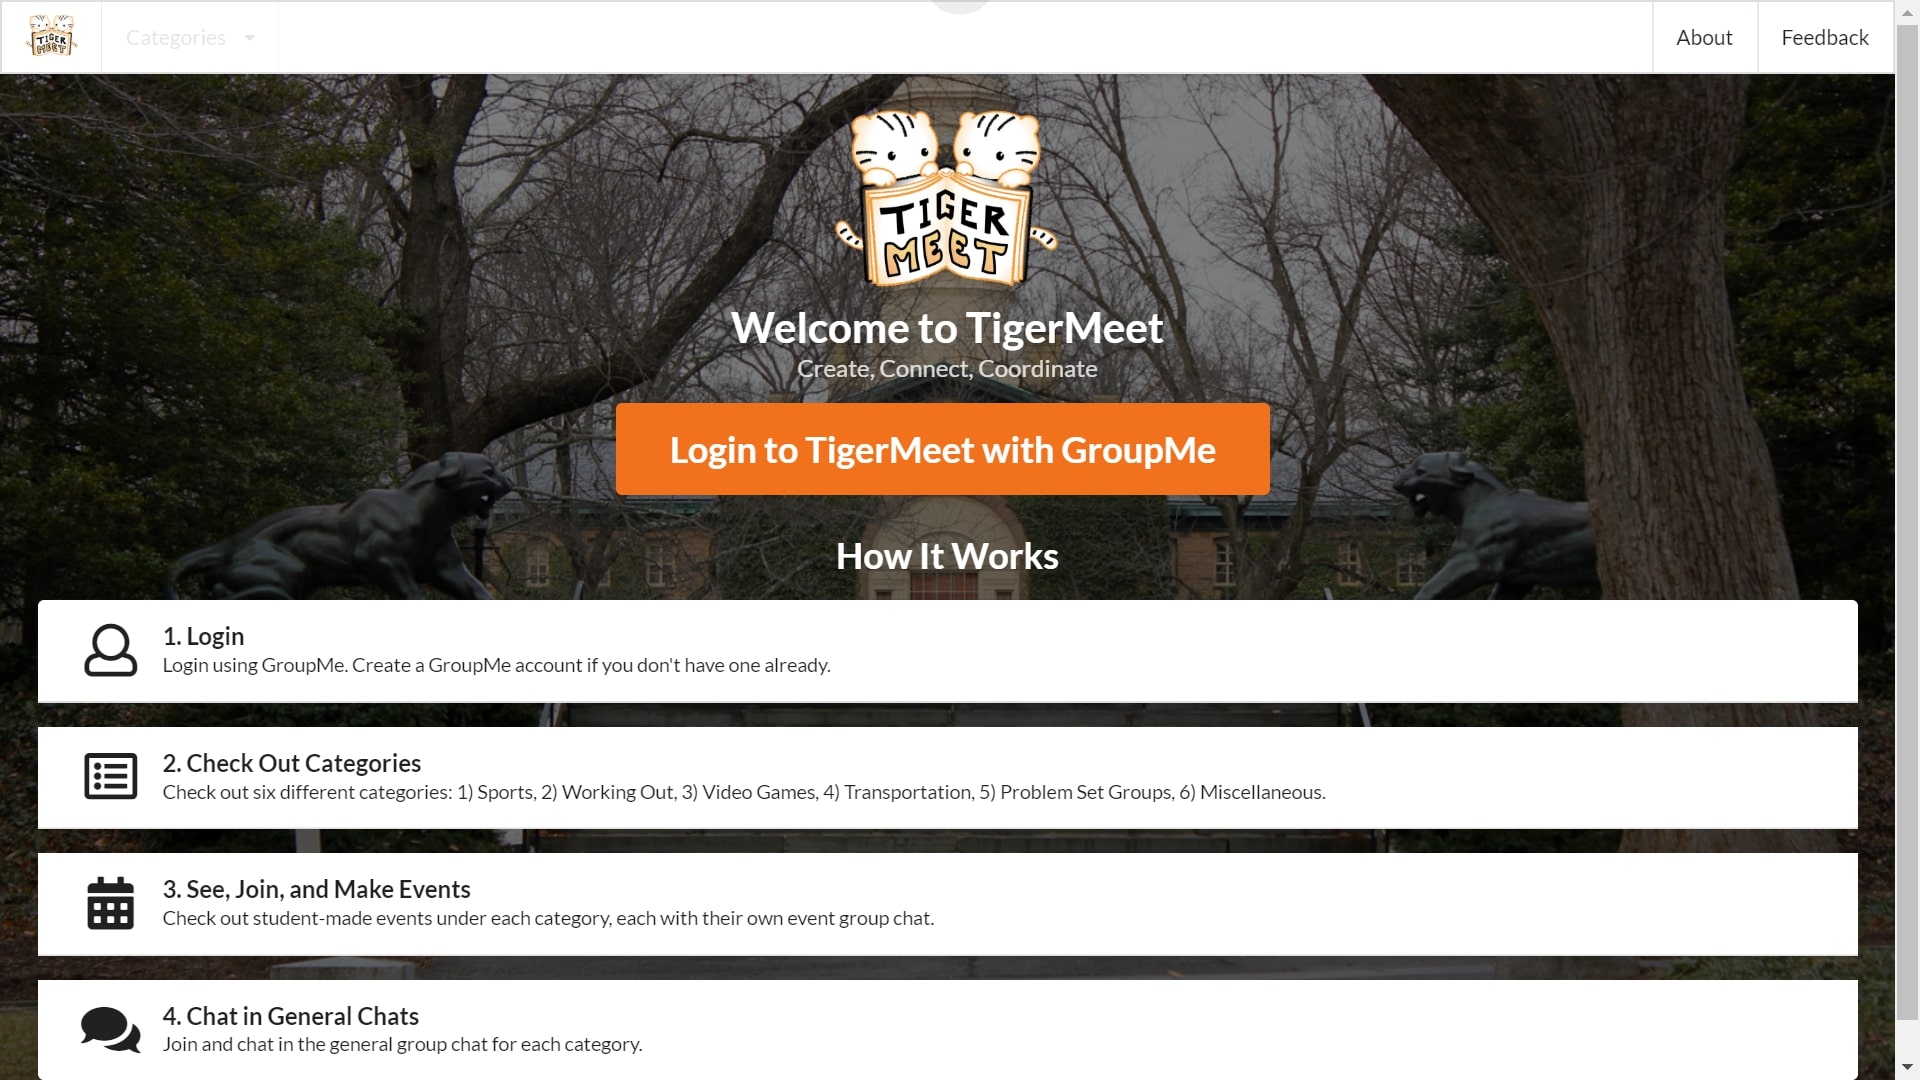 TIGER
MEET
Categories
About
Feedback
TIGER
MEET
Welcome to TigerMeet
Create, Connect, Coordinate
Login to TigerMeet with GroupMe
How It Works
1. Login
Login using GroupMe. Create a GroupMe account if you don't have one already.
2. Check Out Categories
Check out six different categories: 1) Sports, 2) Working Out, 3) Video Games, 4) Transportation, 5) Problem Set Groups, 6) Miscellaneous.
3. See, Join, and Make Events
Check out student-made events under each category, each with their own event group chat.
4. Chat in General Chats
Join and chat in the general group chat for each category.